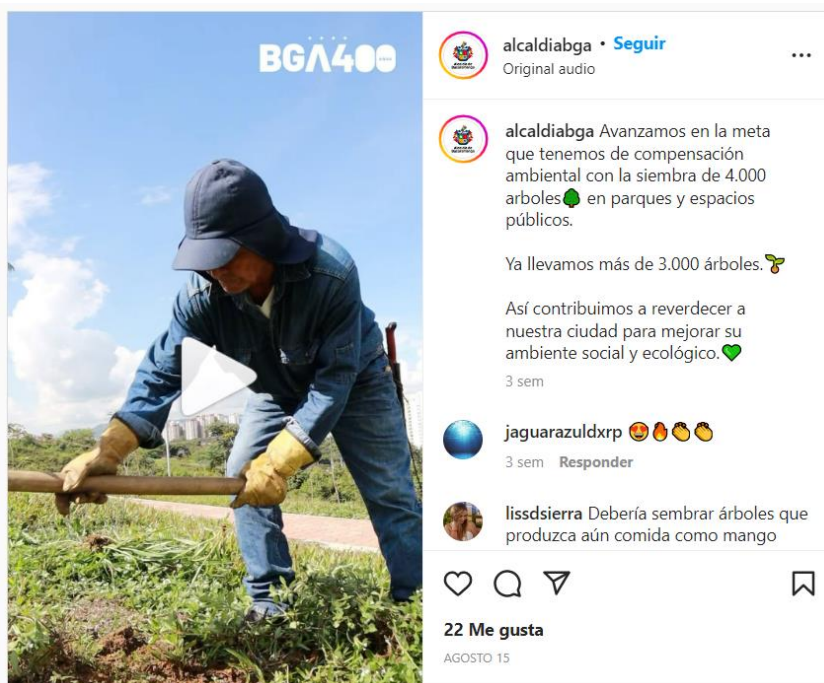 BGA400
alcaldiabga • Seguir
Original audio
...
alcaldiabga Avanzamos en la meta
que tenemos de compensación
ambiental con la siembra de 4.000
arboles🌳 en parques y espacios
públicos.
Ya llevamos más de 3.000 árboles.🌱
Así contribuimos a reverdecer a
nuestra ciudad para mejorar su
ambiente social y ecológico.💚
3 sem
jaguarazuldxrp 😍🔥👏👏
3 sem Responder
lissdsierra Debería sembrar árboles que
produzca aún comida como mango
22 Me gusta
AGOSTO 15